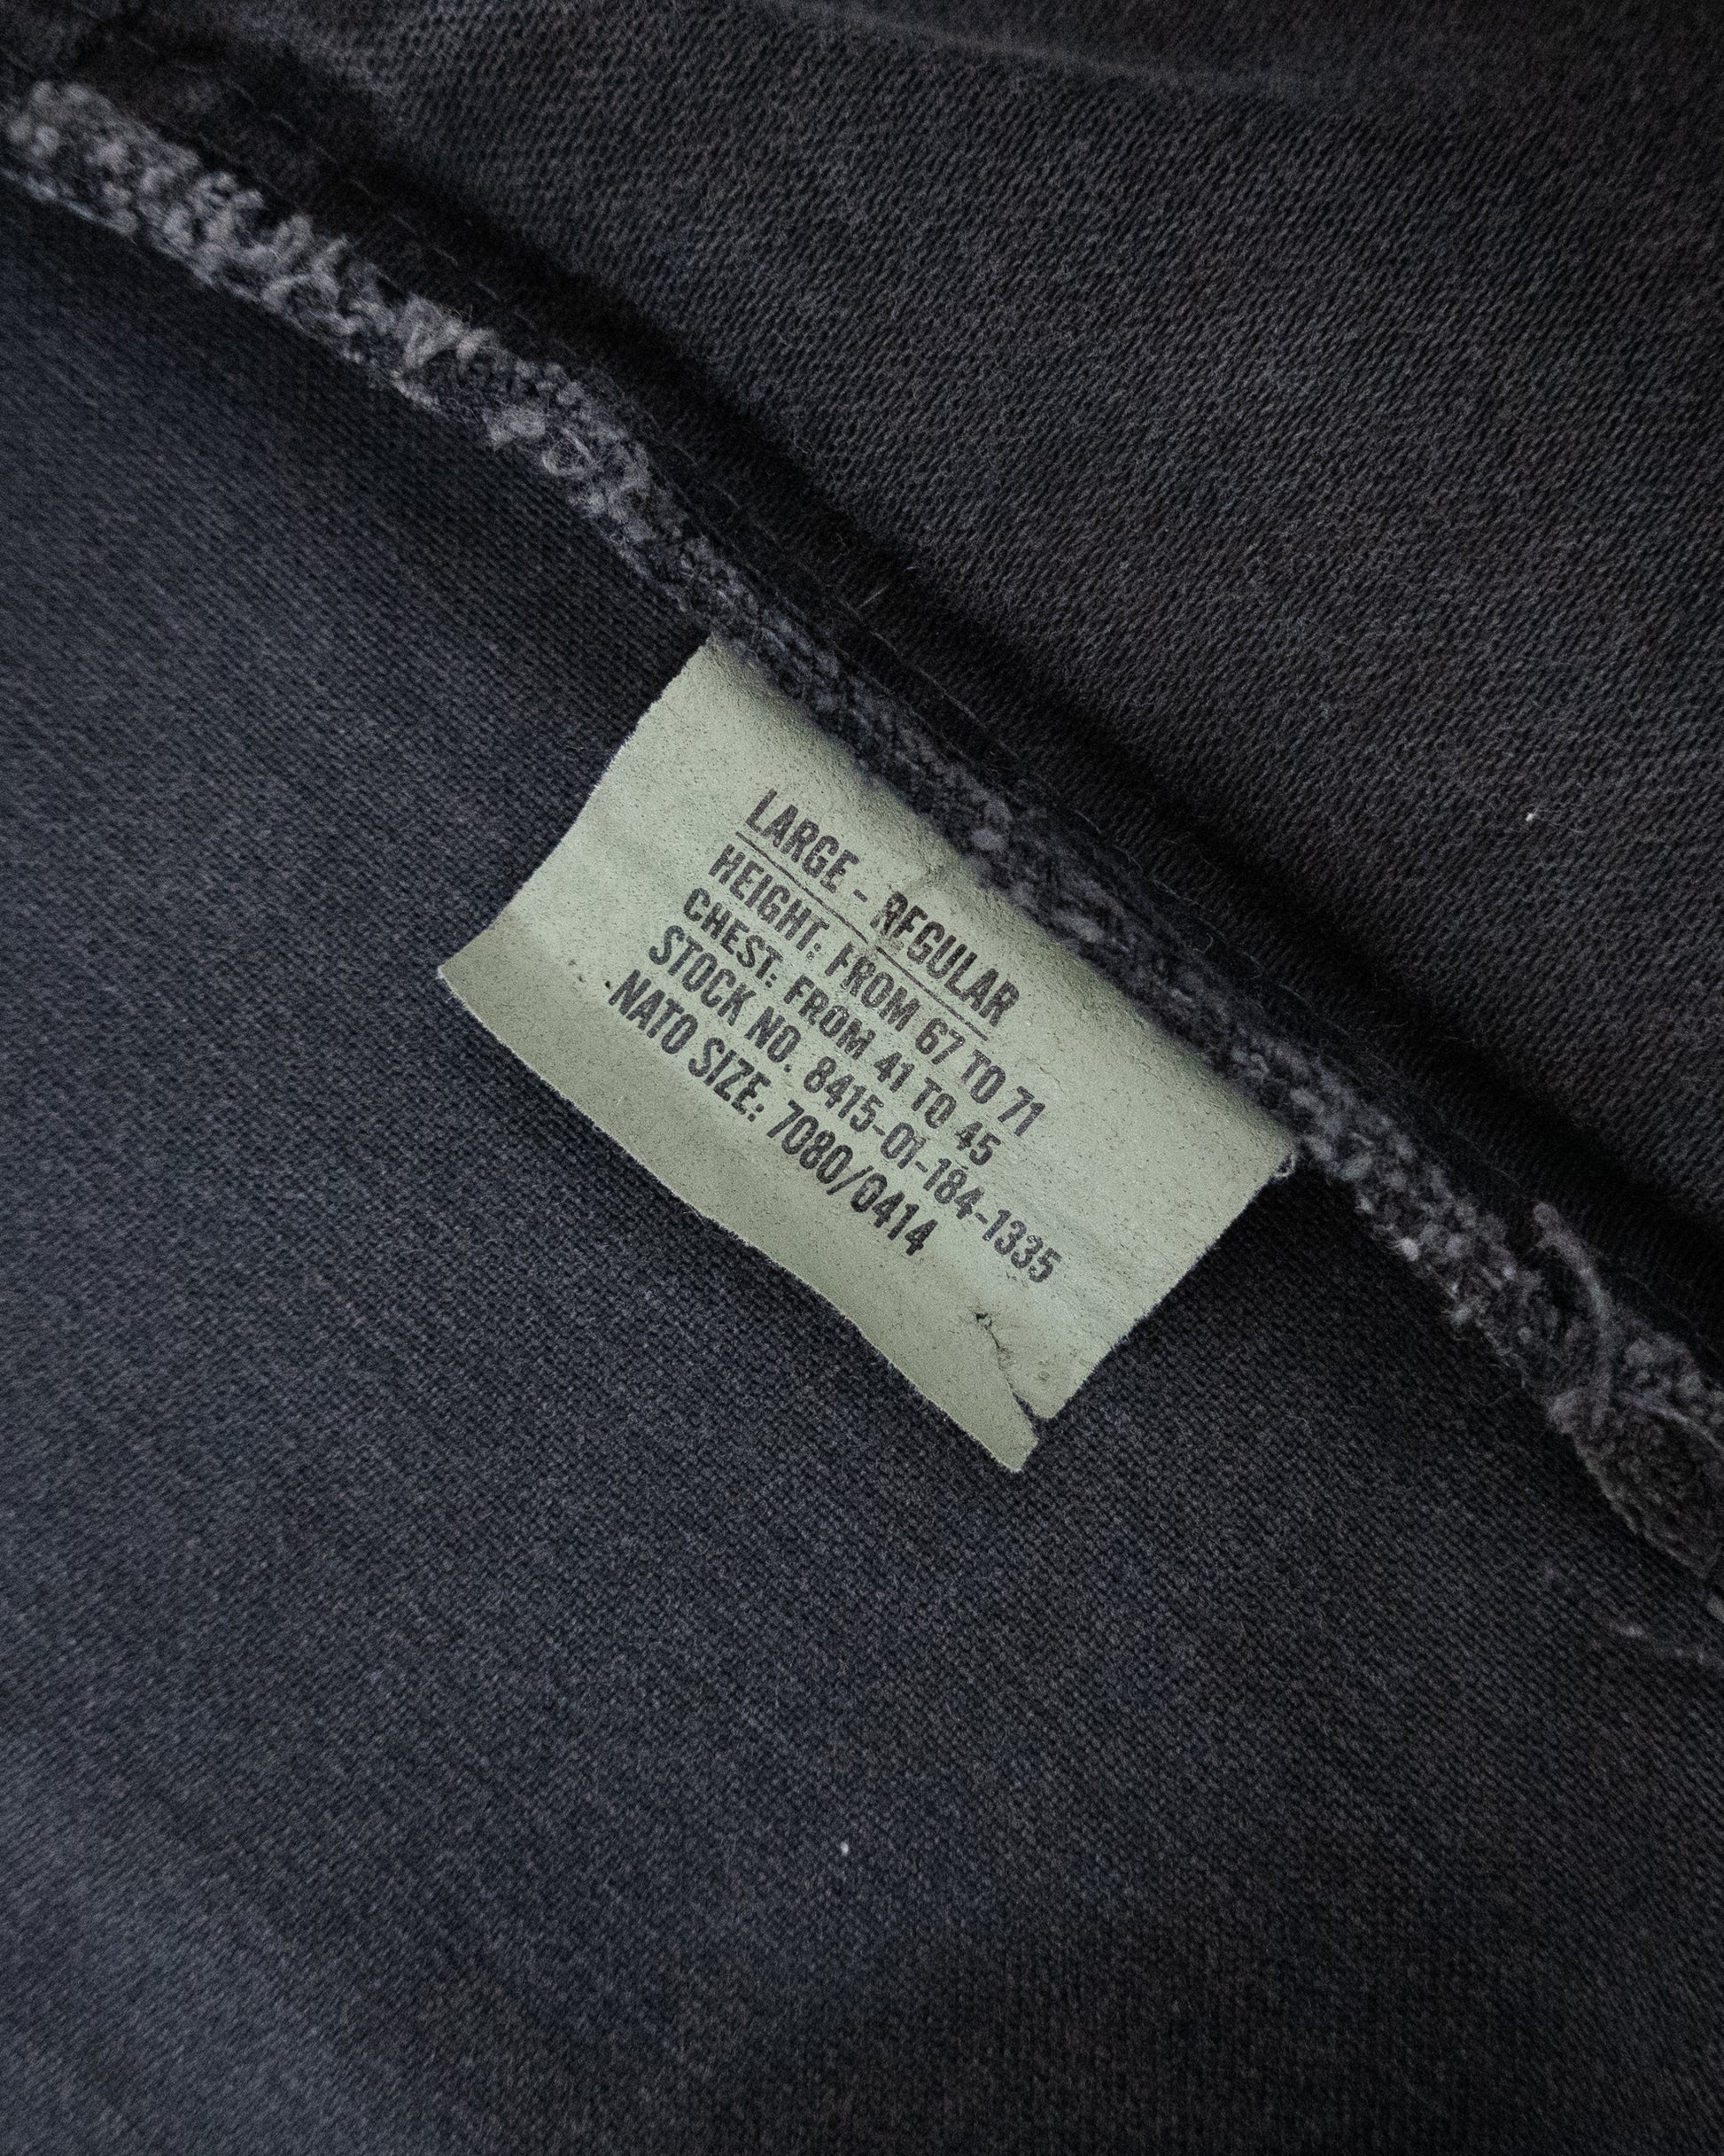 LARGE - REGULAR
HEIGHT: FROM 67 TO 71
CHEST: FROM 41 TO 45
STOCK NO. 8415-01-184-1335
NATO SIZE: 7080/0414